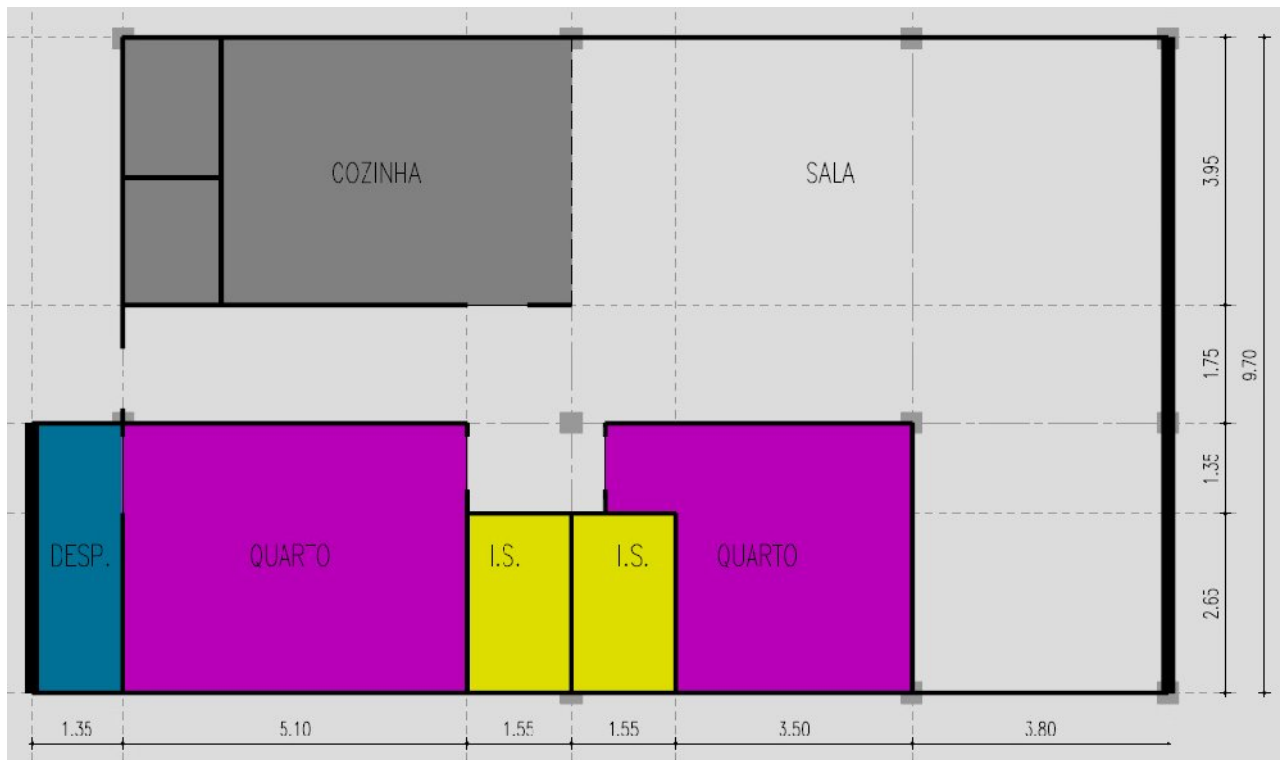 COZINHA
SALA
3.95
1.75
9.70
1.35
2.65
DESP.
QUARTO
I.S.
I.S.
QUARTO
1.35
5.10
1.55
1.55
3.50
3.80